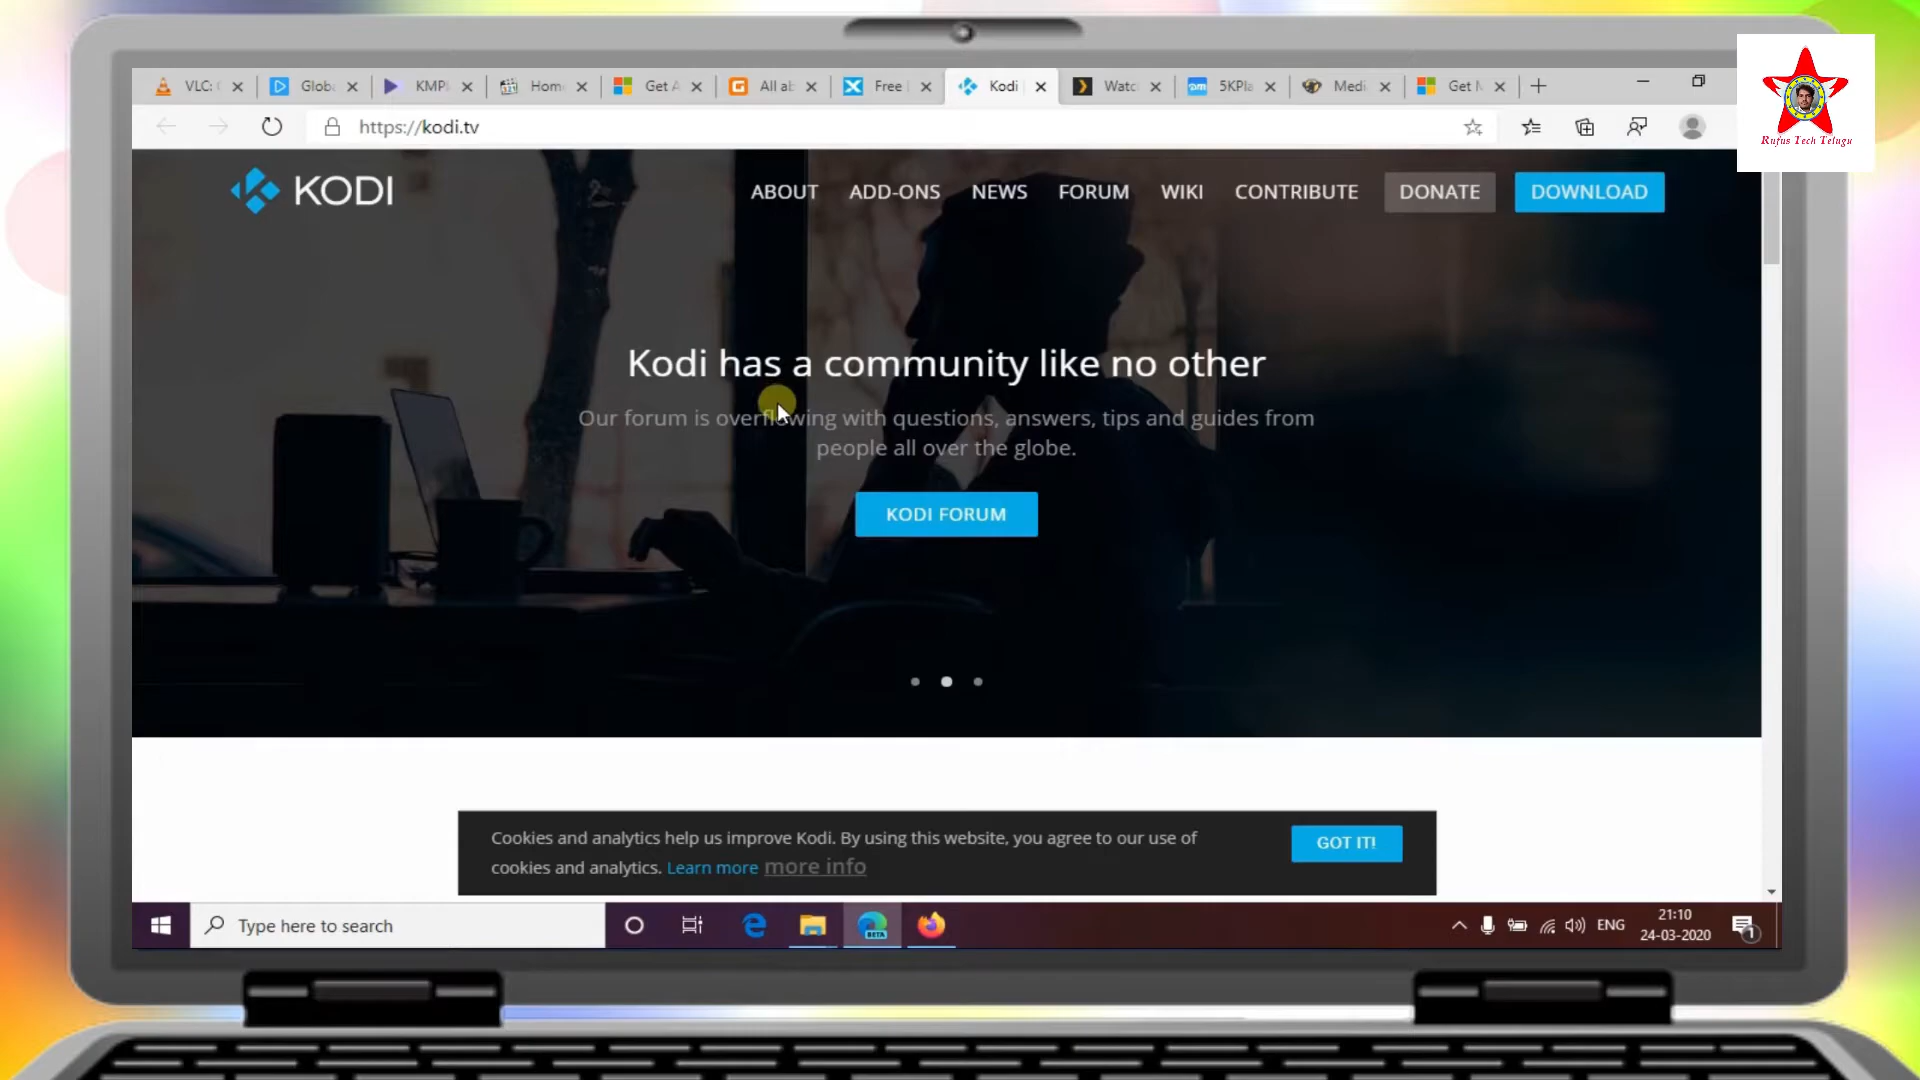 VLC:
Glob
KMPl
Hom
Get A
All ab
Free
Kodi
Watc
5KPla
Medi
Get M
https://kodi.tv
Rufus Tech Telugu
KODI
ABOUT
ADD-ONS
NEWS
FORUM
WIKI
CONTRIBUTE
DONATE
DOWNLOAD
Kodi has a community like no other
Our forum is overflowing with questions, answers, tips and guides from
people all over the globe.
KODI FORUM
Cookies and analytics help us improve Kodi. By using this website, you agree to our use of
cookies and analytics. Learn more more info
GOT IT!
Type here to search
BETA
ENG
21:10
24-03-2020
1